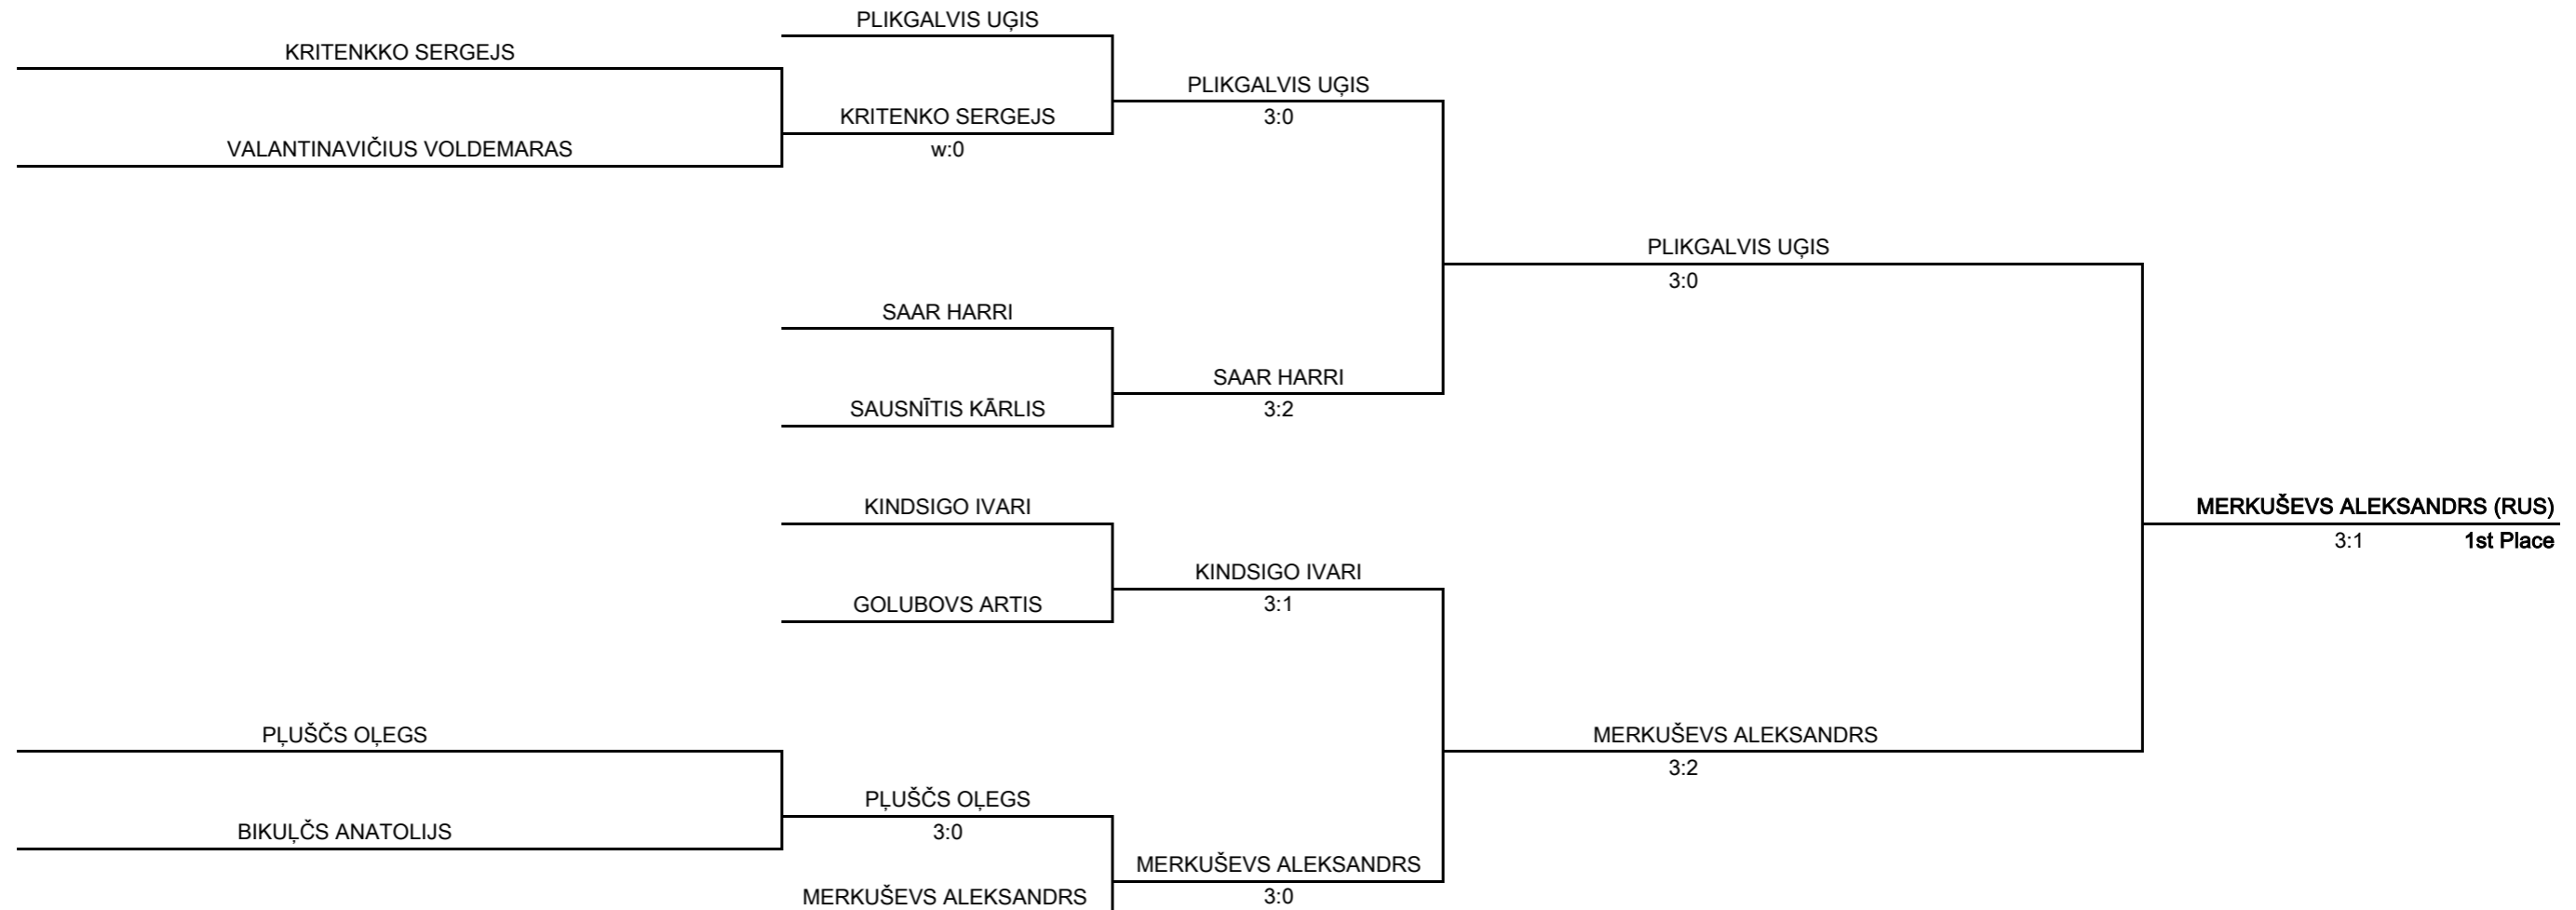 PLIKGALVIS UĢIS
KRITENKKO SERGEJS
PLIKGALVIS UĢIS
KRITENKO SERGEJS
3:0
VALANTINAVIČIUS VOLDEMARAS
w:0
PLIKGALVIS UĢIS
3:0
SAAR HARRI
SAAR HARRI
SAUSNĪTIS KĀRLIS
3:2
KINDSIGO IVARI
MERKUŠEVS ALEKSANDRS (RUS)
3:1 1st Place
KINDSIGO IVARI
GOLUBOVS ARTIS
3:1
PĻUŠČS OĻEGS
MERKUŠEVS ALEKSANDRS
3:2
PĻUŠČS OĻEGS
BIKUĻČS ANATOLIJS
3:0
MERKUŠEVS ALEKSANDRS
MERKUŠEVS ALEKSANDRS
3:0